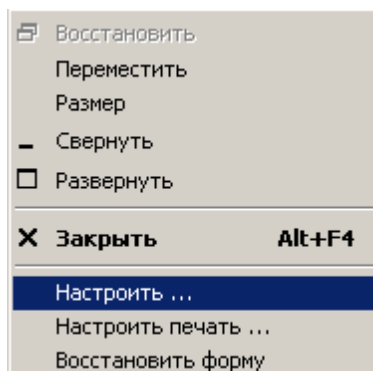 Восстановить
Переместить
Размер
Свернуть
Развернуть
Закрыть Alt+F4
Настроить ...
Настроить печать ...
Восстановить форму